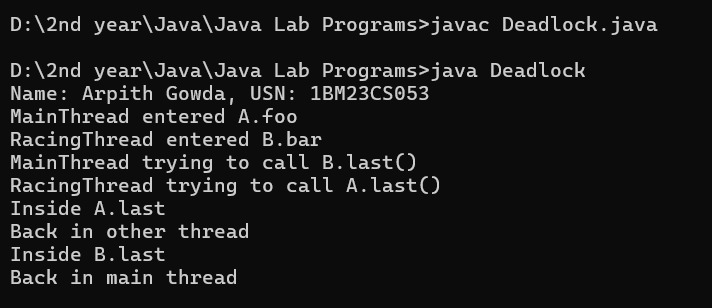 D:\2nd year\Java\Java Lab Programs>javac Deadlock.java
D:\2nd year\Java\Java Lab Programs>java Deadlock
Name: Arpith Gowda, USN: 1BM23CS053
MainThread entered A.foo
RacingThread entered B.bar
MainThread trying to call B.last()
RacingThread trying to call A.last()
Inside A.last
Back in other thread
Inside B.last
Back in main thread